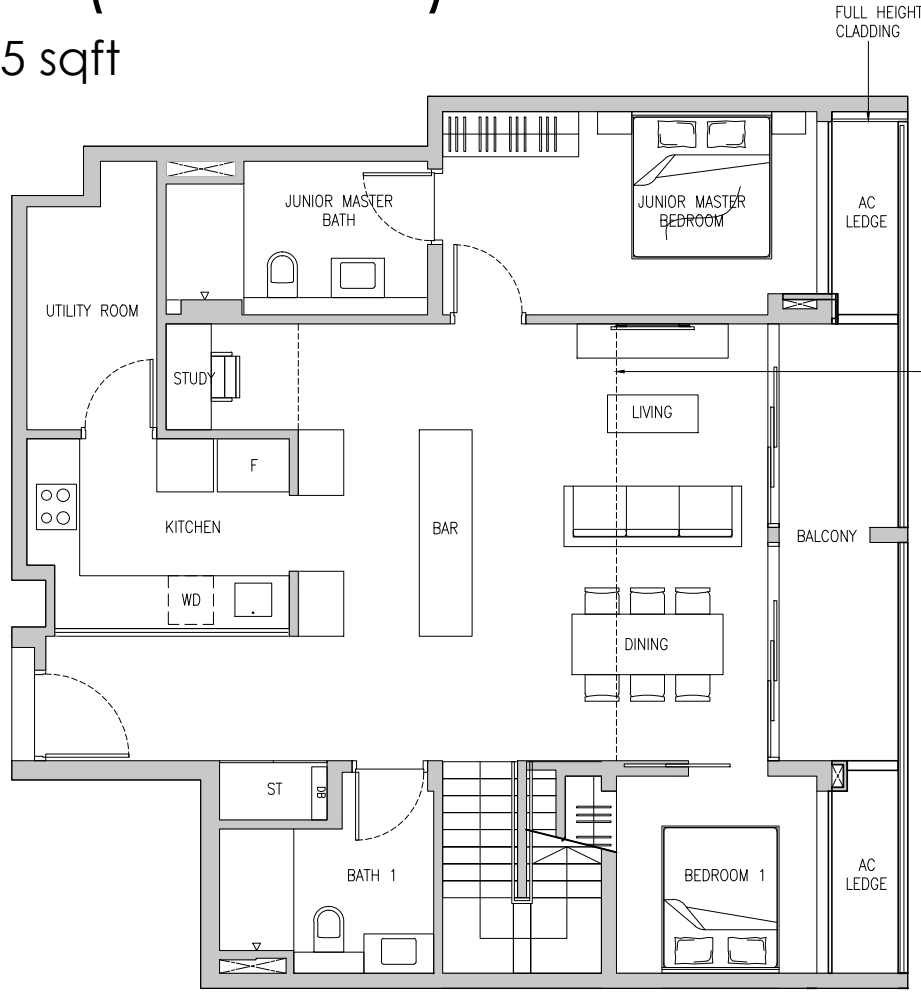 5 sqft
FULL HEIGHT
CLADDING
JUNIOR MASTER
BATH
JUNIOR MASTER
BEDROOM
AC
LEDGE
UTILITY ROOM
STUDY
LIVING
F
KITCHEN
BAR
BALCONY
WD
DINING
ST
DB
BATH 1
BEDROOM 1
AC
LEDGE